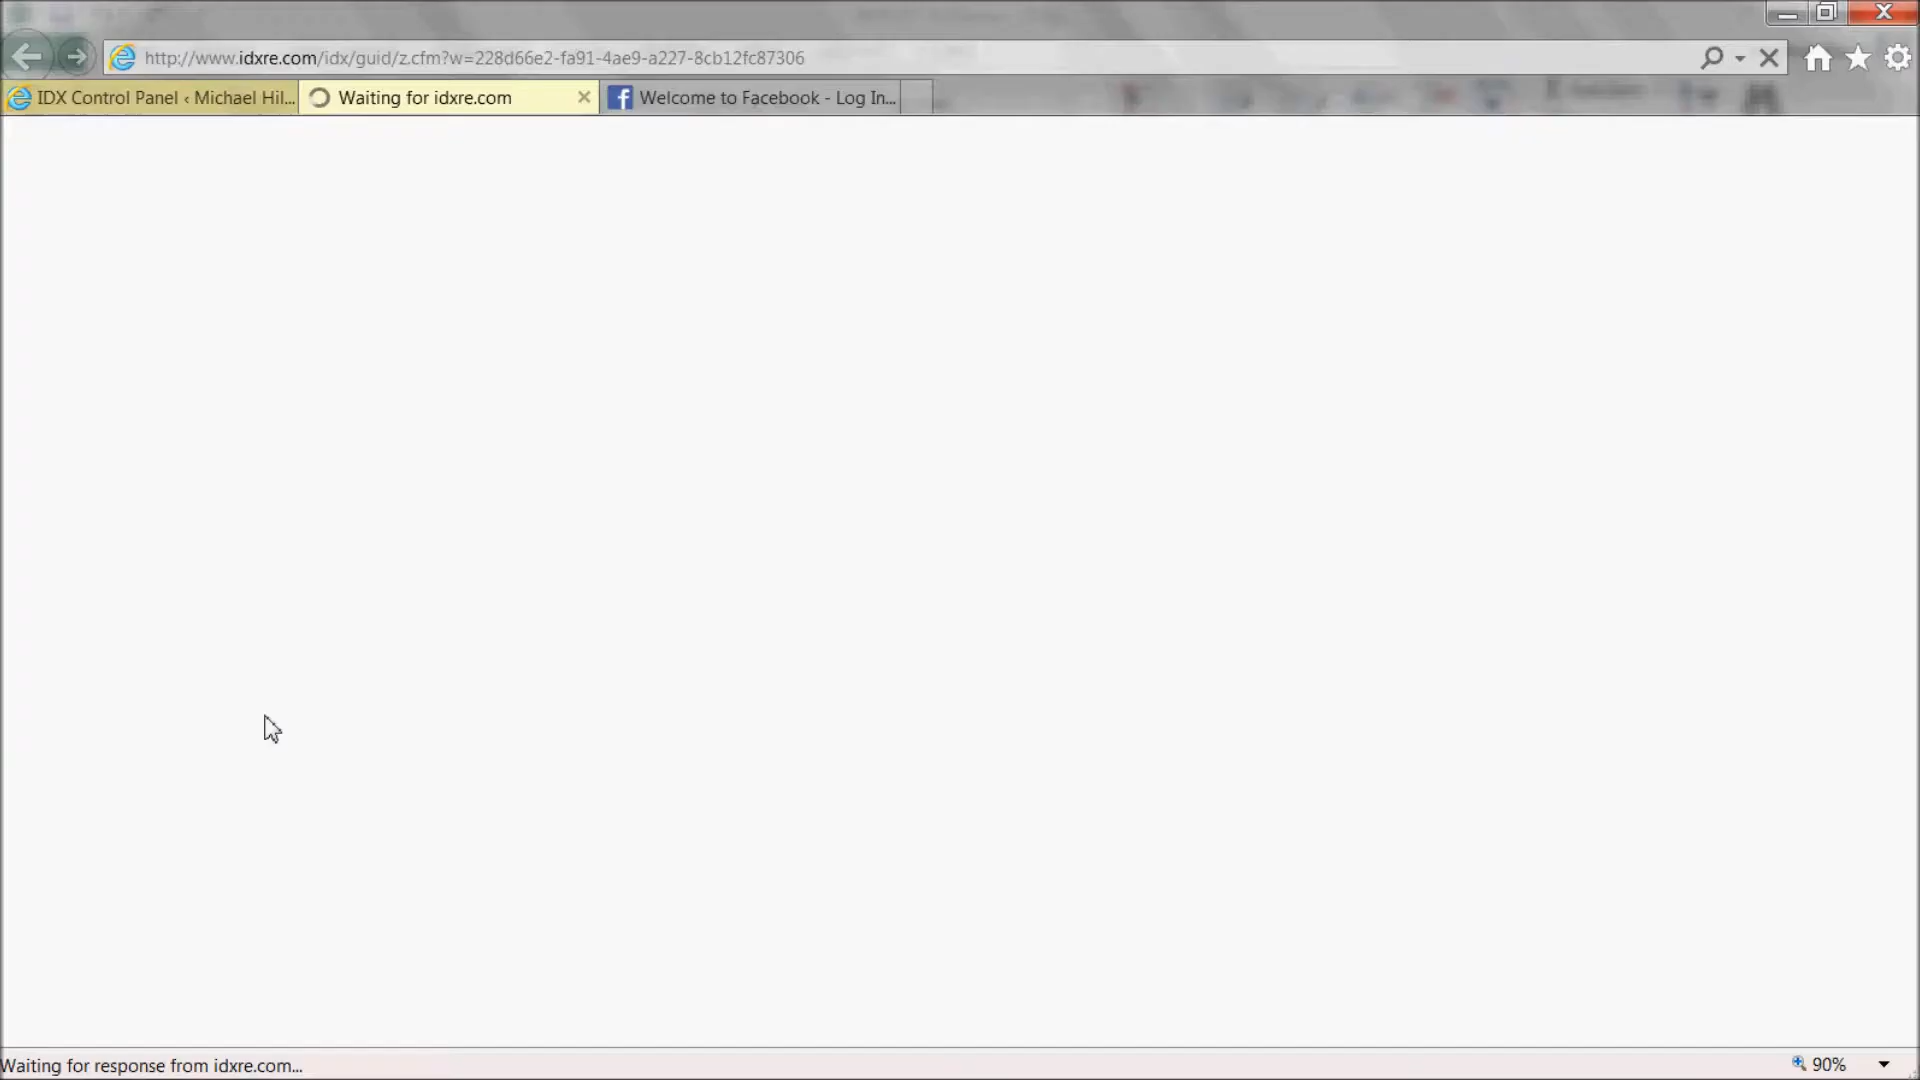 http://www.idxre.com/idx/guid/z.cfm?w=228d66e2-fa91-4ae9-a227-8cb12fc87306
IDX Control Panel ‹ Michael Hil...
Waiting for idxre.com
Welcome to Facebook - Log In...
Waiting for response from idxre.com...
90%